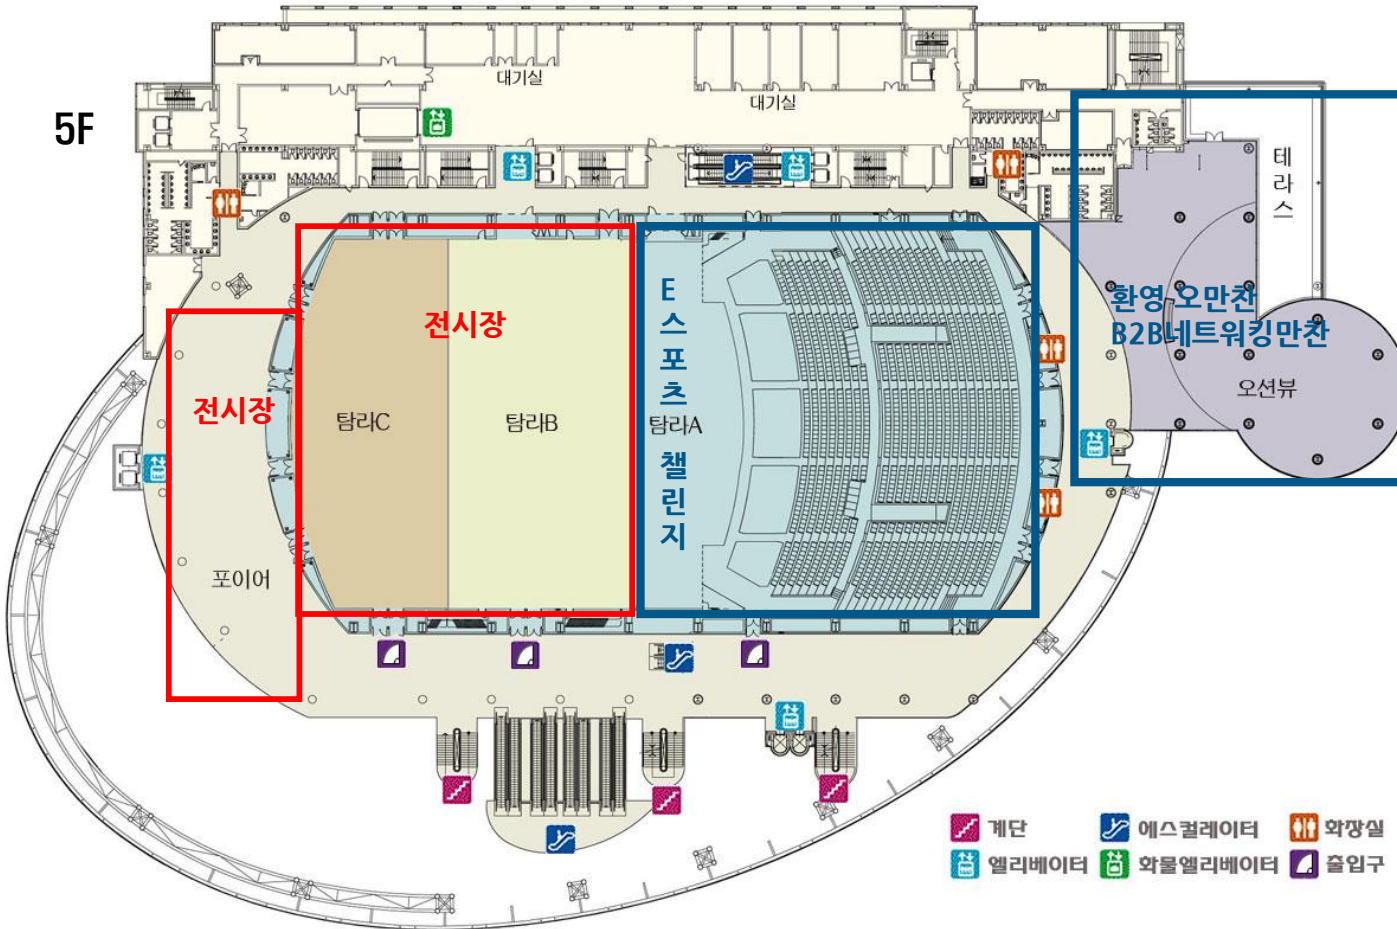 5F
대기실
대기실
테라스
전시장
전시장
탐라C
탐라B
E스포츠 챌린지
탐라A
환영 오만찬
B2B네트워킹만찬
오션뷰
포이어
계단
에스컬레이터
화장실
엘리베이터
화물엘리베이터
출입구